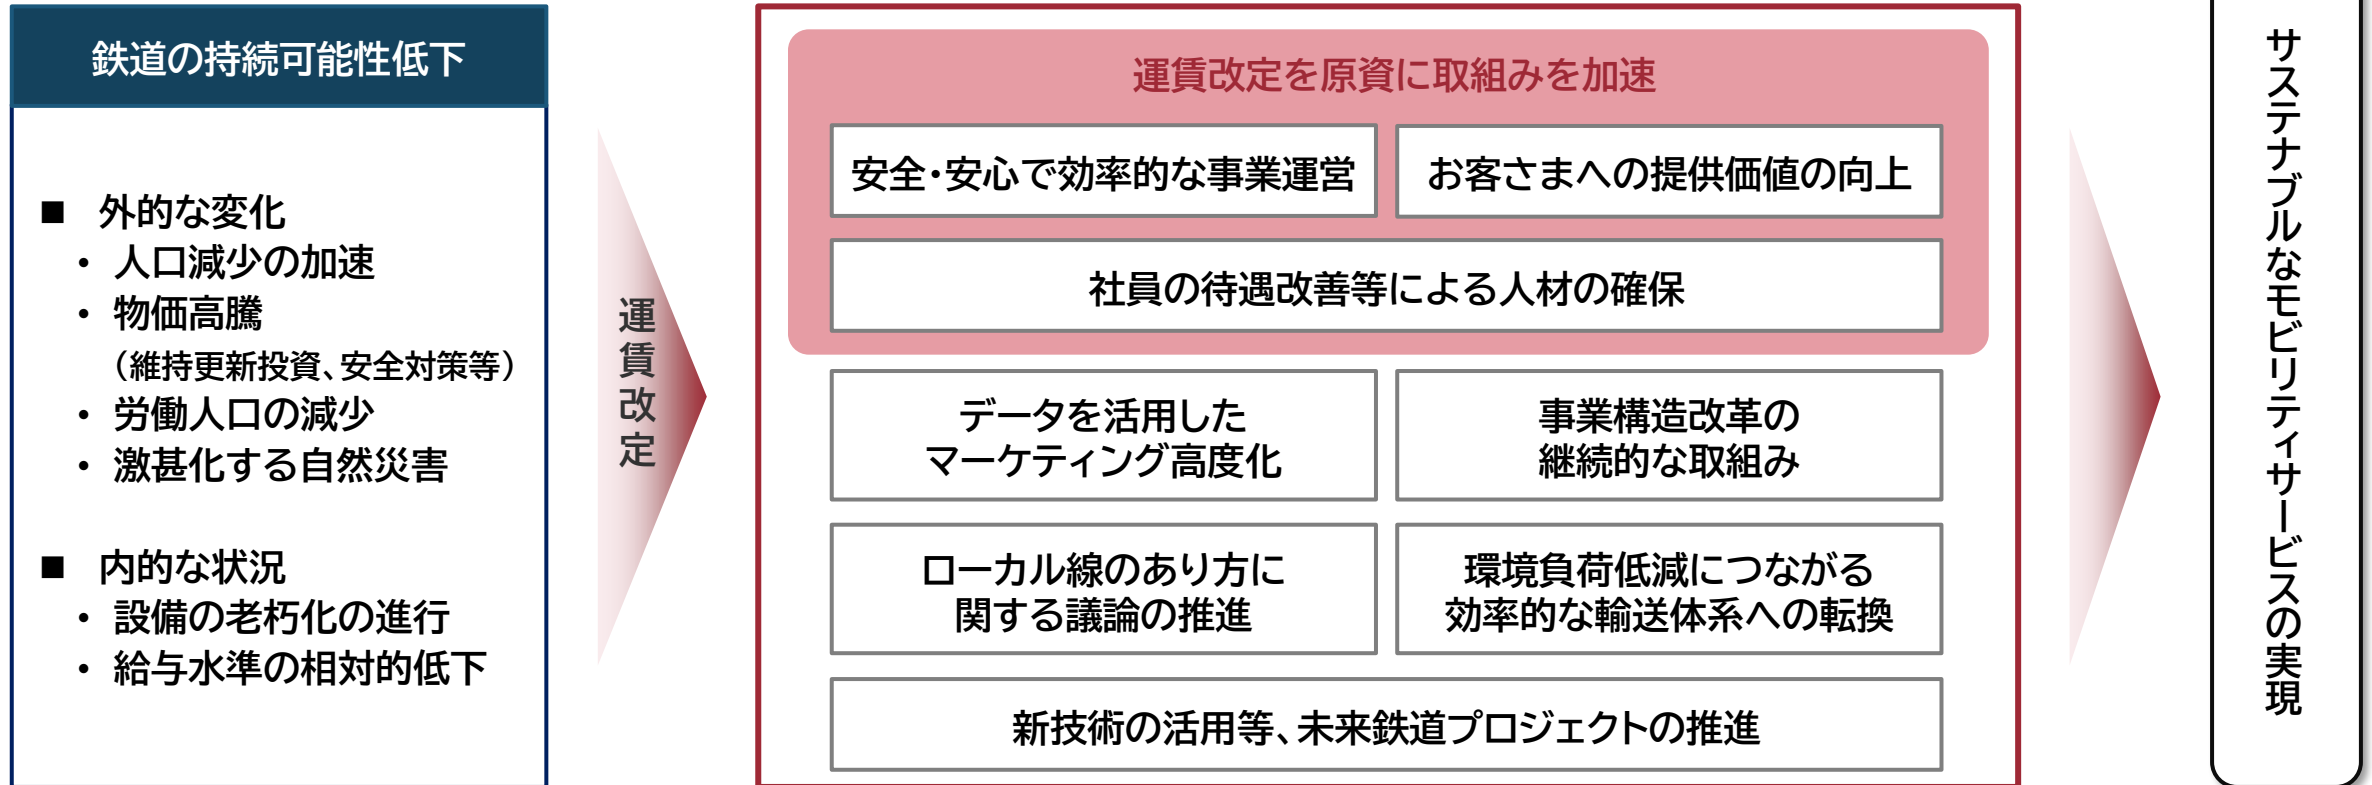 鉄道の持続可能性低下
■ 外的な変化
・ 人口減少の加速
・ 物価高騰
（維持更新投資、安全対策等）
・ 労働人口の減少
・ 激甚化する自然災害
■ 内的な状況
・ 設備の老朽化の進行
・ 給与水準の相対的低下
運賃改定
運賃改定を原資に取組みを加速
安全・安心で効率的な事業運営
お客さまへの提供価値の向上
社員の待遇改善等による人材の確保
データを活用した
マーケティング高度化
事業構造改革の
継続的な取組み
ローカル線のあり方に
関する議論の推進
環境負荷低減につながる
効率的な輸送体系への転換
新技術の活用等、未来鉄道プロジェクトの推進
サステナブルなモビリティサービスの実現